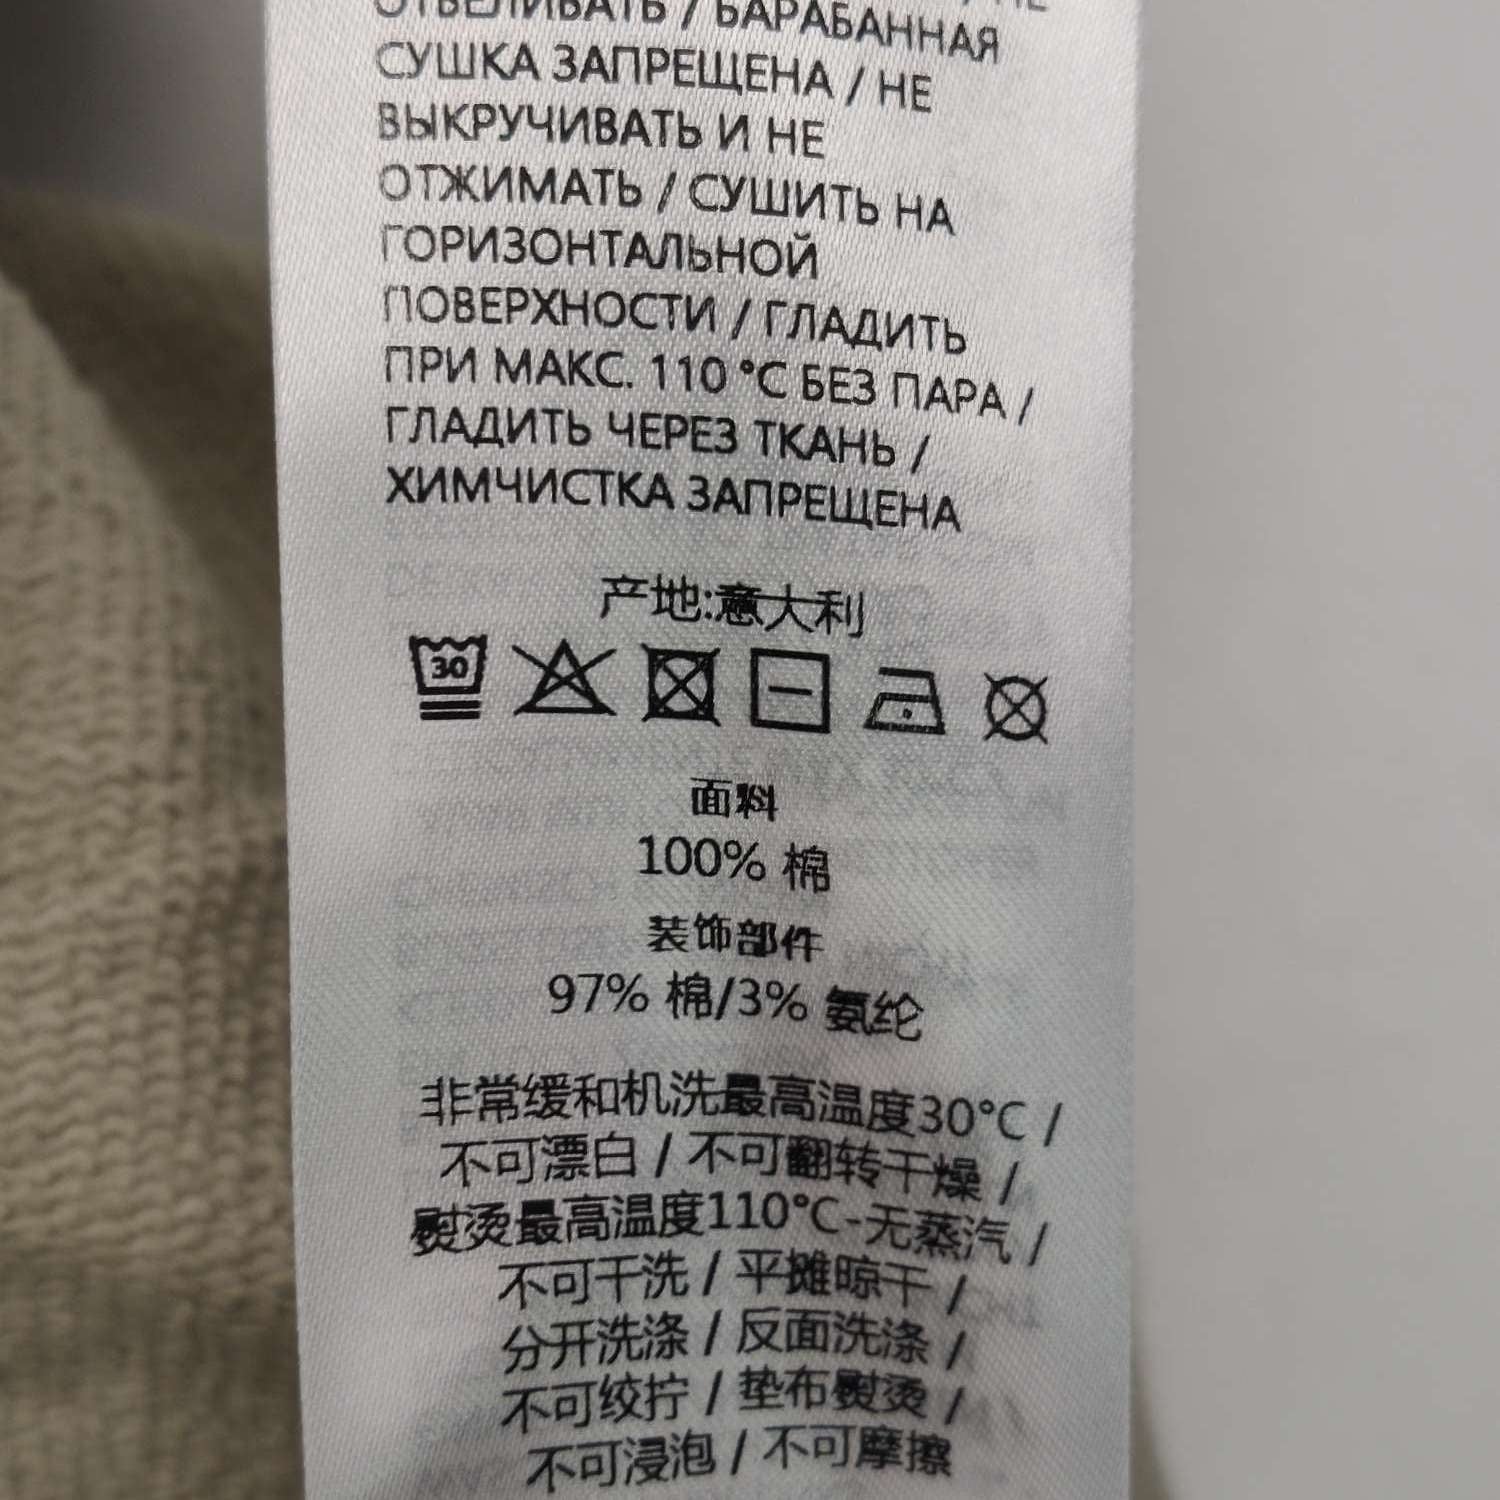 ОТБЕЛИВАТЬ / БАРАБАННАЯ
СУШКА ЗАПРЕЩЕНА / НЕ
ВЫКРУЧИВАТЬ И НЕ
ОТЖИМАТЬ / СУШИТЬ НА
ГОРИЗОНТАЛЬНОЙ
ПОВЕРХНОСТИ / ГЛАДИТЬ
ПРИ МАКС. 110 °C БЕЗ ПАРА /
ГЛАДИТЬ ЧЕРЕЗ ТКАНЬ /
ХИМЧИСТКА ЗАПРЕЩЕНА
产地:意大利
30
面料
100% 棉
装饰部件
97% 棉/3% 氨纶
非常缓和机洗最高温度30°C /
不可漂白 / 不可翻转干燥 /
熨烫最高温度110°C-无蒸汽 /
不可干洗 / 平摊晾干 /
分开洗涤 / 反面洗涤 /
不可绞拧 / 垫布熨烫 /
不可浸泡 / 不可摩擦